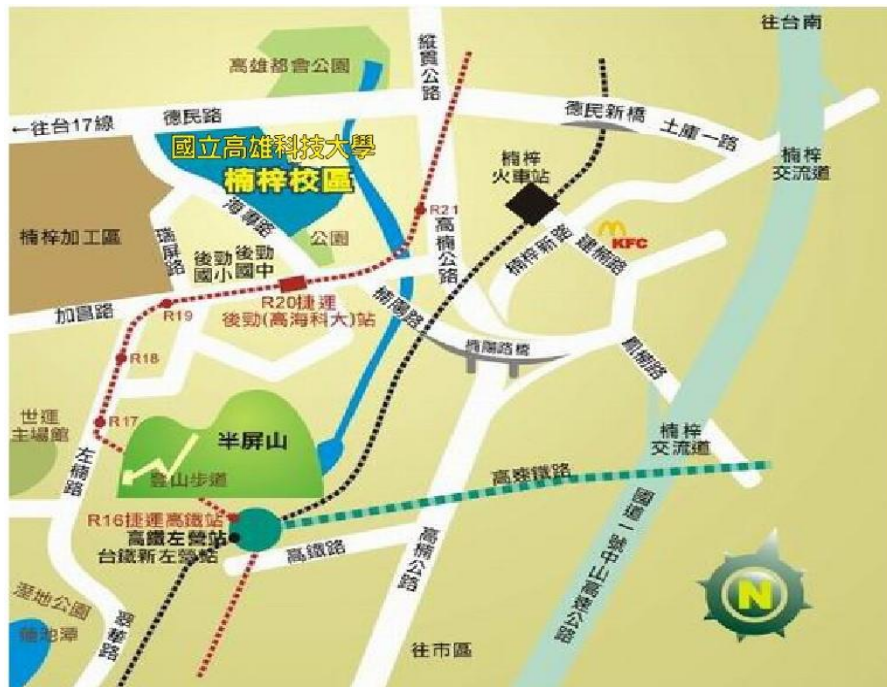 往台南
縱貫公路
高雄都會公園
德民路
←往台17線
德民新橋
土庫一路
國立高雄科技大學
楠梓校區
楠梓
火車站
楠梓
交流道
海專路
R21
公園
高楠公路
楠梓新路
建楠路
KFC
楠梓加工區
瑞屏路
後勁
國小
後勁
國中
R20捷運
後勁(高海科大)站
楠陽路
加昌路
R19
楠陽路橋
鳳楠路
R18
世運
主場館
R17
半屏山
登山步道
左楠路
楠梓
交流道
高速鐵路
R16捷運高鐵站
高鐵左營站
台鐵新左營站
高鐵路
高楠公路
國道一號中山高速公路
N
溼地公園
蓮池潭
翠華路
往市區